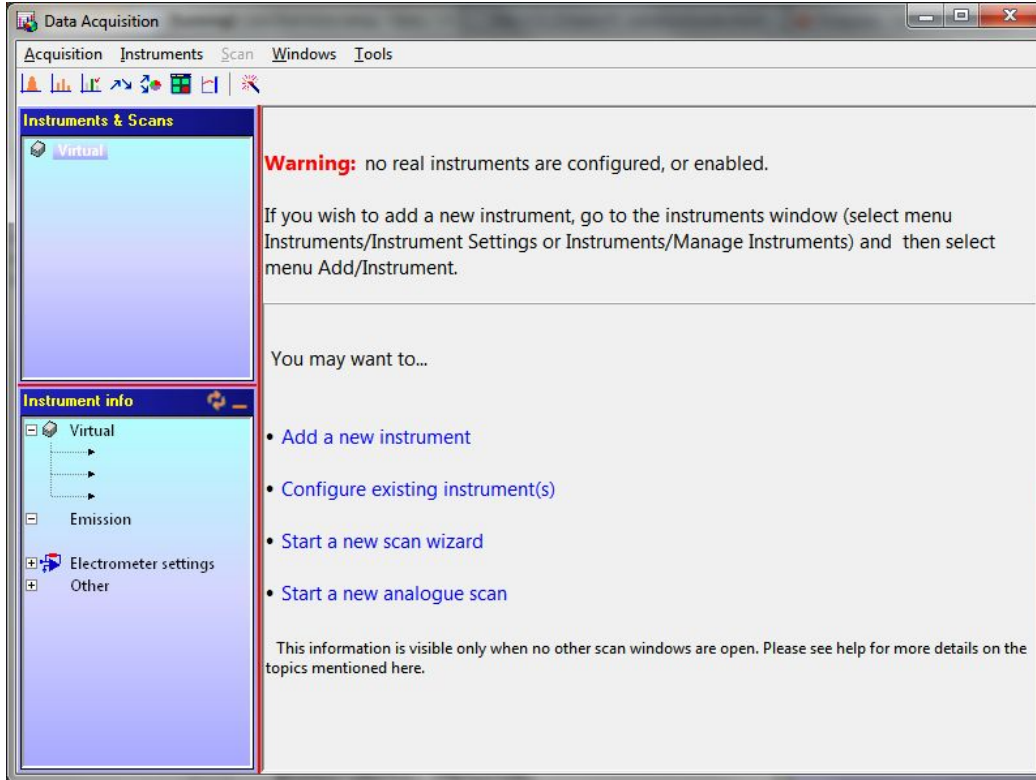 Data Acquisition
Acquisition Instruments Scan Windows Tools
Instruments & Scans
Virtual
Warning: no real instruments are configured, or enabled.
If you wish to add a new instrument, go to the instruments window (select menu
Instruments/Instrument Settings or Instruments/Manage Instruments) and then select
menu Add/Instrument.
You may want to...
Instrument info
Virtual
Emission
Electrometer settings
Other
• Add a new instrument
• Configure existing instrument(s)
• Start a new scan wizard
• Start a new analogue scan
This information is visible only when no other scan windows are open. Please see help for more details on the
topics mentioned here.